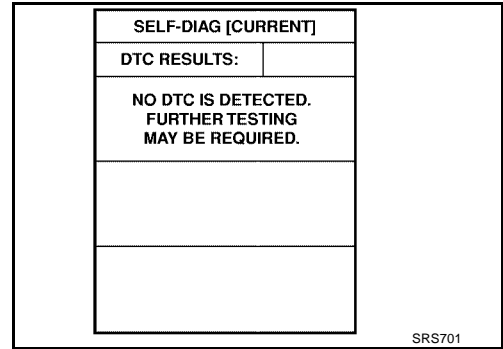 SELF-DIAG [CURRENT]
DTC RESULTS:
NO DTC IS DETECTED.
FURTHER TESTING
MAY BE REQUIRED.
SRS701